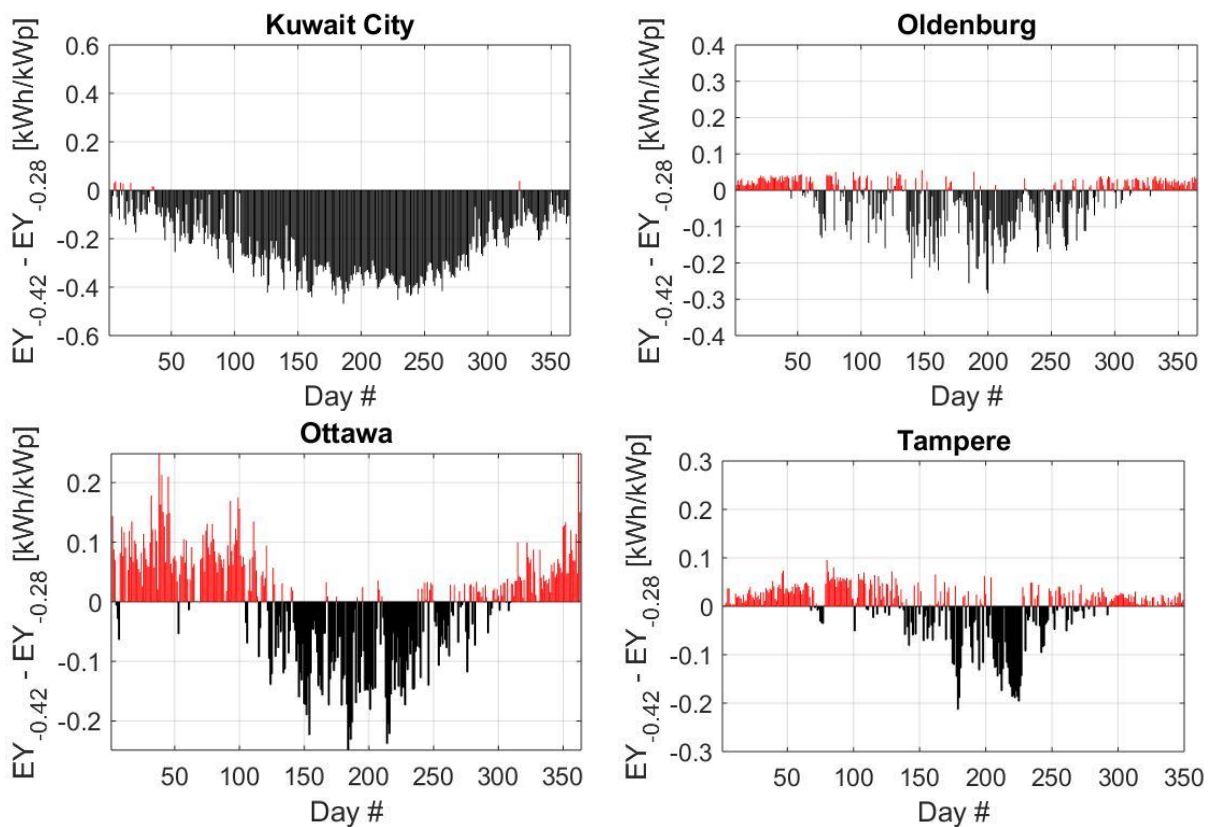 Kuwait City
EY-0.42 - EY-0.28 [kWh/kWp]
0.6
0.4
0.2
0
-0.2
-0.4
-0.6
50 100 150 200 250 300 350
Day #
Oldenburg
EY-0.42 - EY-0.28 [kWh/kWp]
0.4
0.3
0.2
0.1
0
-0.1
-0.2
-0.3
-0.4
50 100 150 200 250 300 350
Day #
Ottawa
EY-0.42 - EY-0.28 [kWh/kWp]
0.2
0.1
0
-0.1
-0.2
50 100 150 200 250 300 350
Day #
Tampere
EY-0.42 - EY-0.28 [kWh/kWp]
0.3
0.2
0.1
0
-0.1
-0.2
-0.3
50 100 150 200 250 300 350
Day #